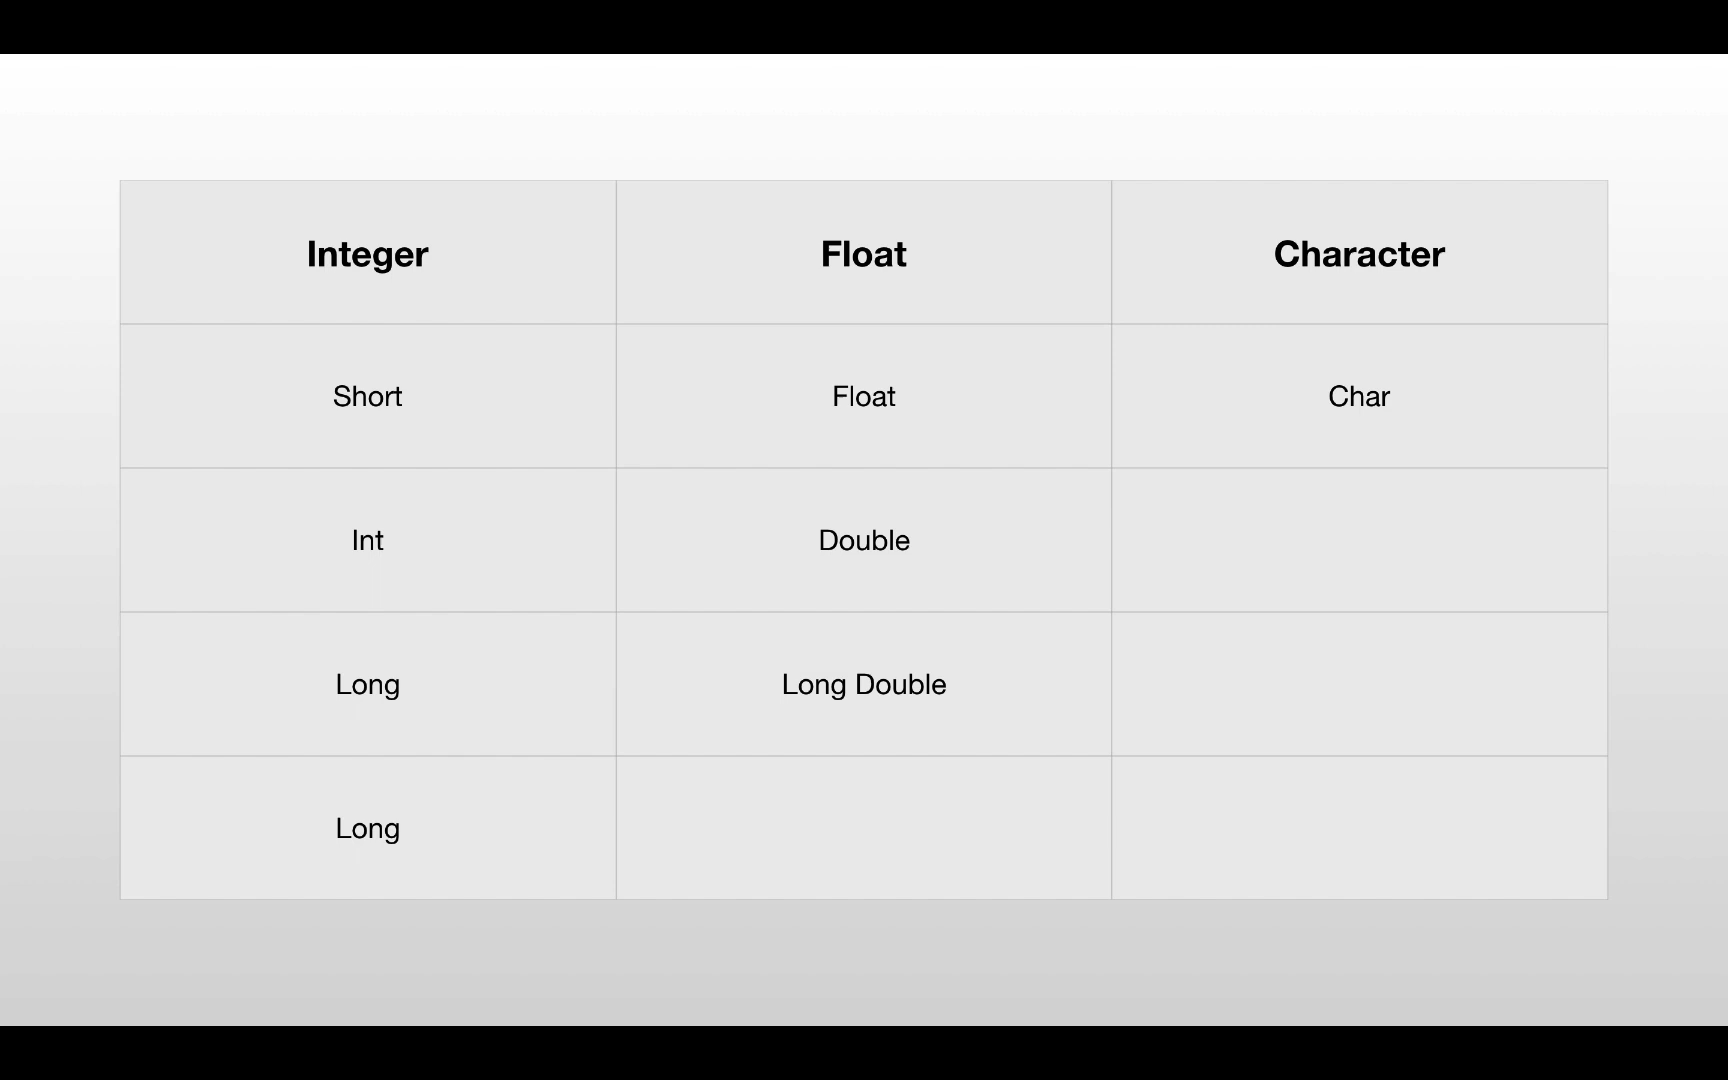 Integer Float Character
Short Float Char
Int Double
Long Long Double
Long